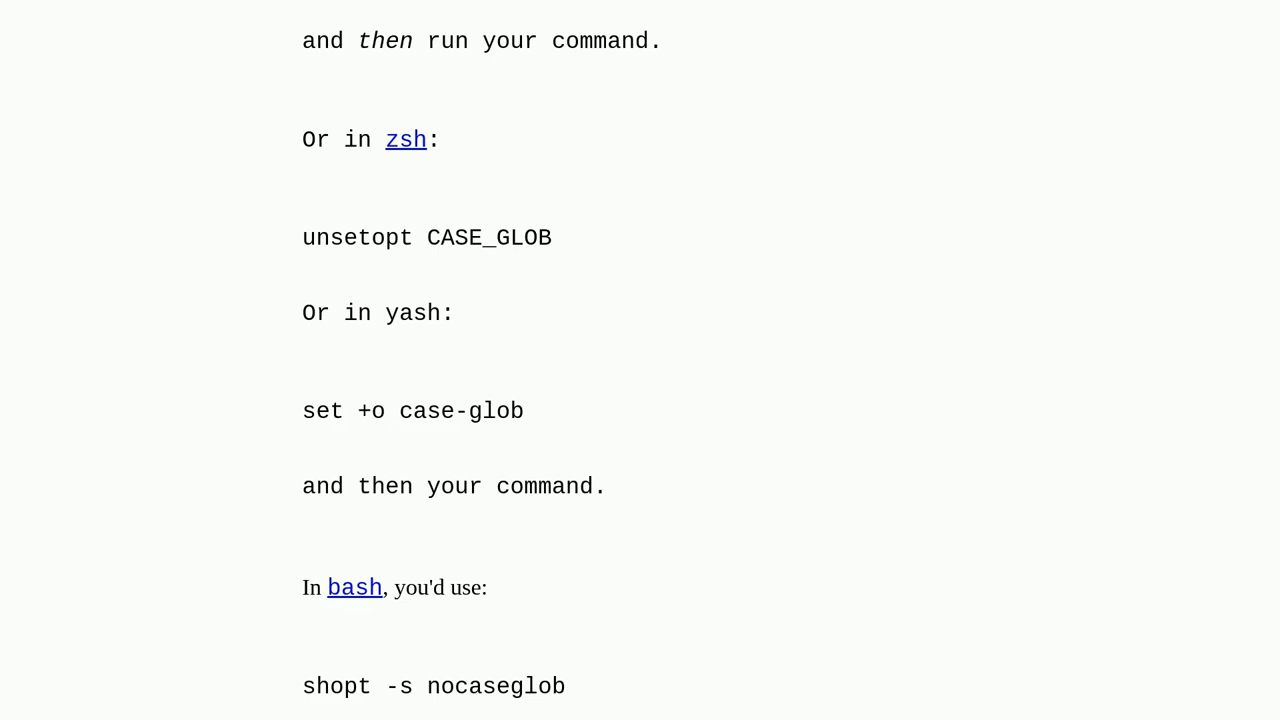 and then run your command.
Or in zsh:
unsetopt CASE_GLOB
Or in yash:
set +o case-glob
and then your command.
In bash, you'd use:
shopt -s nocaseglob